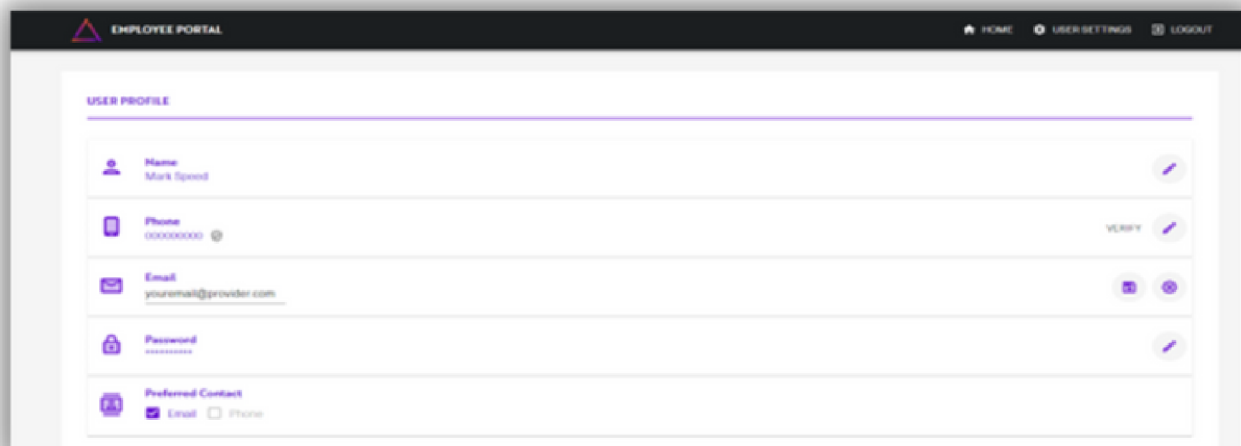 EMPLOYEE PORTAL HOME USER SETTINGS LOGOUT
USER PROFILE
Name
Mark Speed
Phone
000000000 VERIFY
Email
youremail@provider.com
Password
**********
Preferred Contact
Email Phone